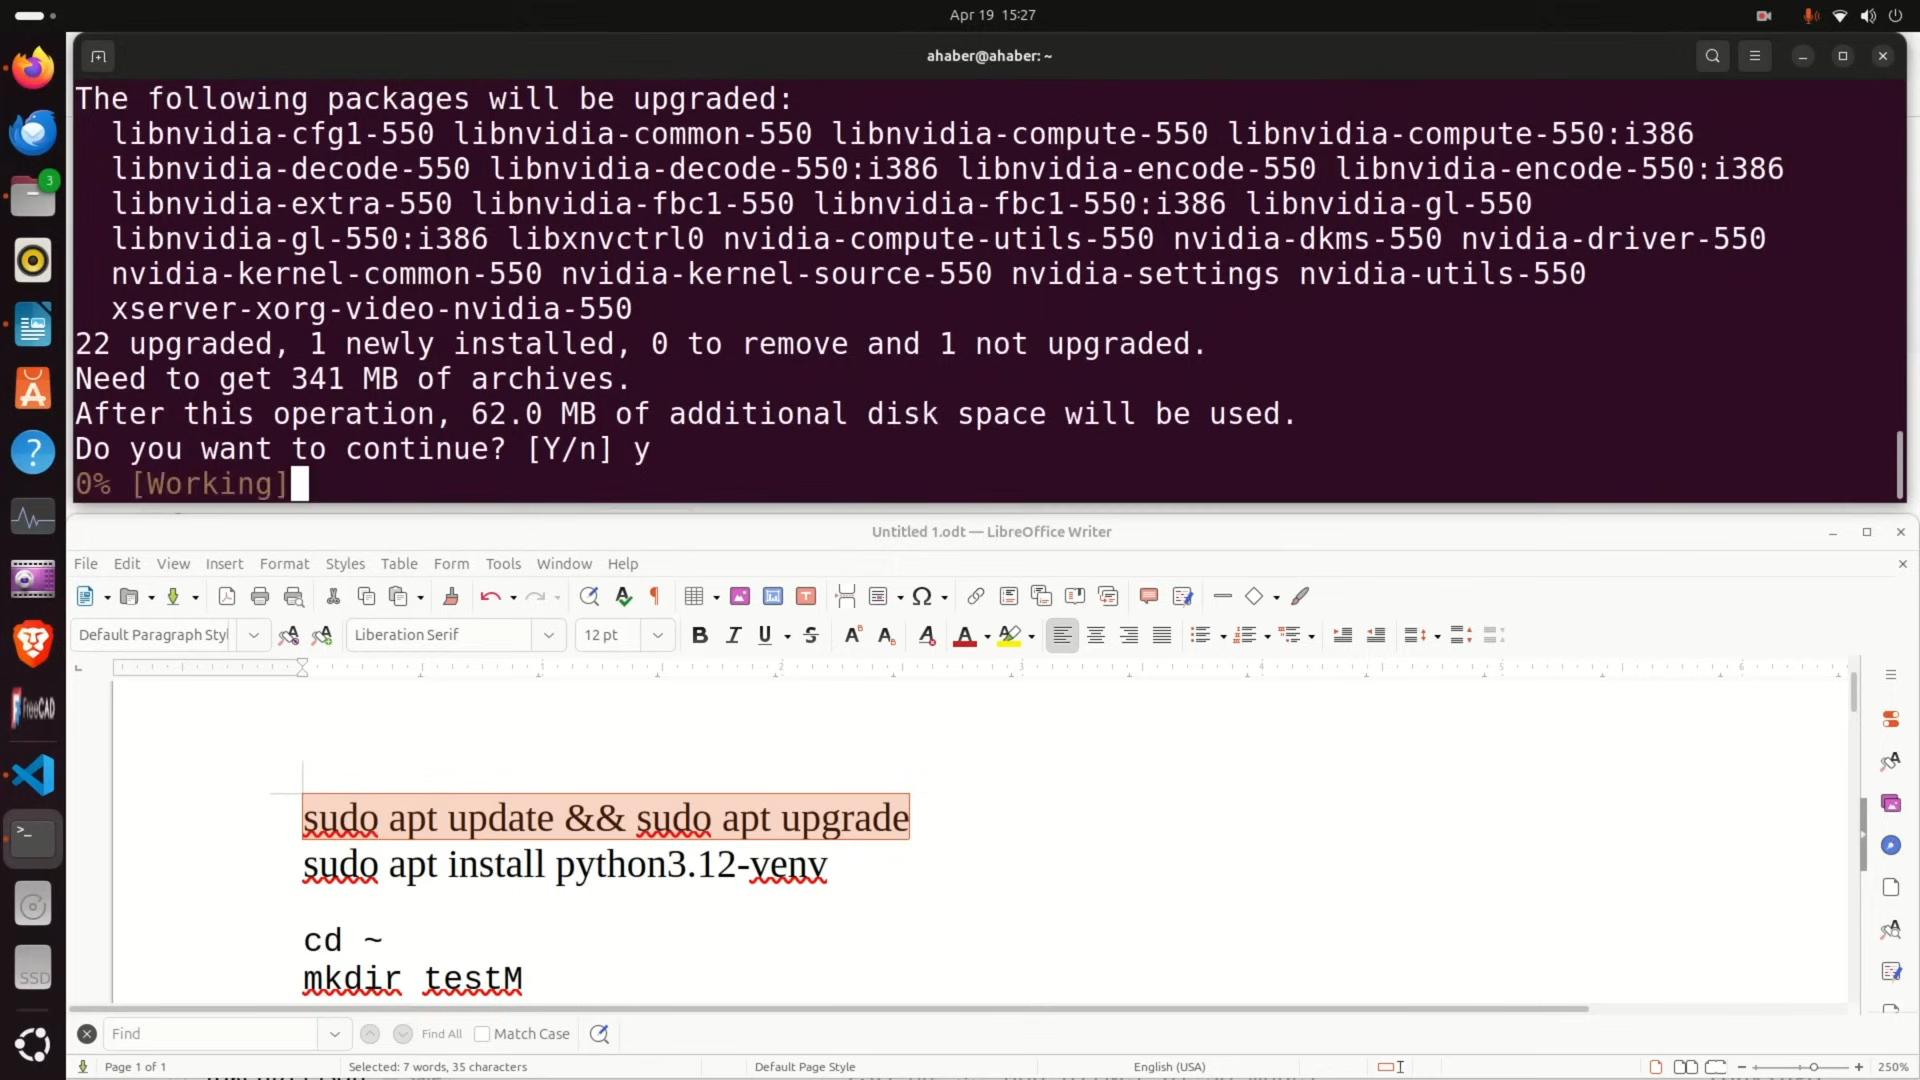 Apr 19 15:27
ahaber@ahaber: ~
The following packages will be upgraded:
libnvidia-cfg1-550 libnvidia-common-550 libnvidia-compute-550 libnvidia-compute-550:i386
libnvidia-decode-550 libnvidia-decode-550:i386 libnvidia-encode-550 libnvidia-encode-550:i386
libnvidia-extra-550 libnvidia-fbc1-550 libnvidia-fbc1-550:i386 libnvidia-gl-550
libnvidia-gl-550:i386 libxnvctrl0 nvidia-compute-utils-550 nvidia-dkms-550 nvidia-driver-550
nvidia-kernel-common-550 nvidia-kernel-source-550 nvidia-settings nvidia-utils-550
xserver-xorg-video-nvidia-550
22 upgraded, 1 newly installed, 0 to remove and 1 not upgraded.
Need to get 341 MB of archives.
After this operation, 62.0 MB of additional disk space will be used.
Do you want to continue? [Y/n] y
0% [Working]
3
FreeCAD
SSD
Untitled 1.odt — LibreOffice Writer
File Edit View Insert Format Styles Table Form Tools Window Help
Default Paragraph Styl Liberation Serif 12 pt
1 2 3 4 5 6
sudo apt update && sudo apt upgrade
sudo apt install python3.12-venv
cd ~
mkdir testM
Find Find All Match Case
Page 1 of 1 Selected: 7 words, 35 characters Default Page Style English (USA) 250%